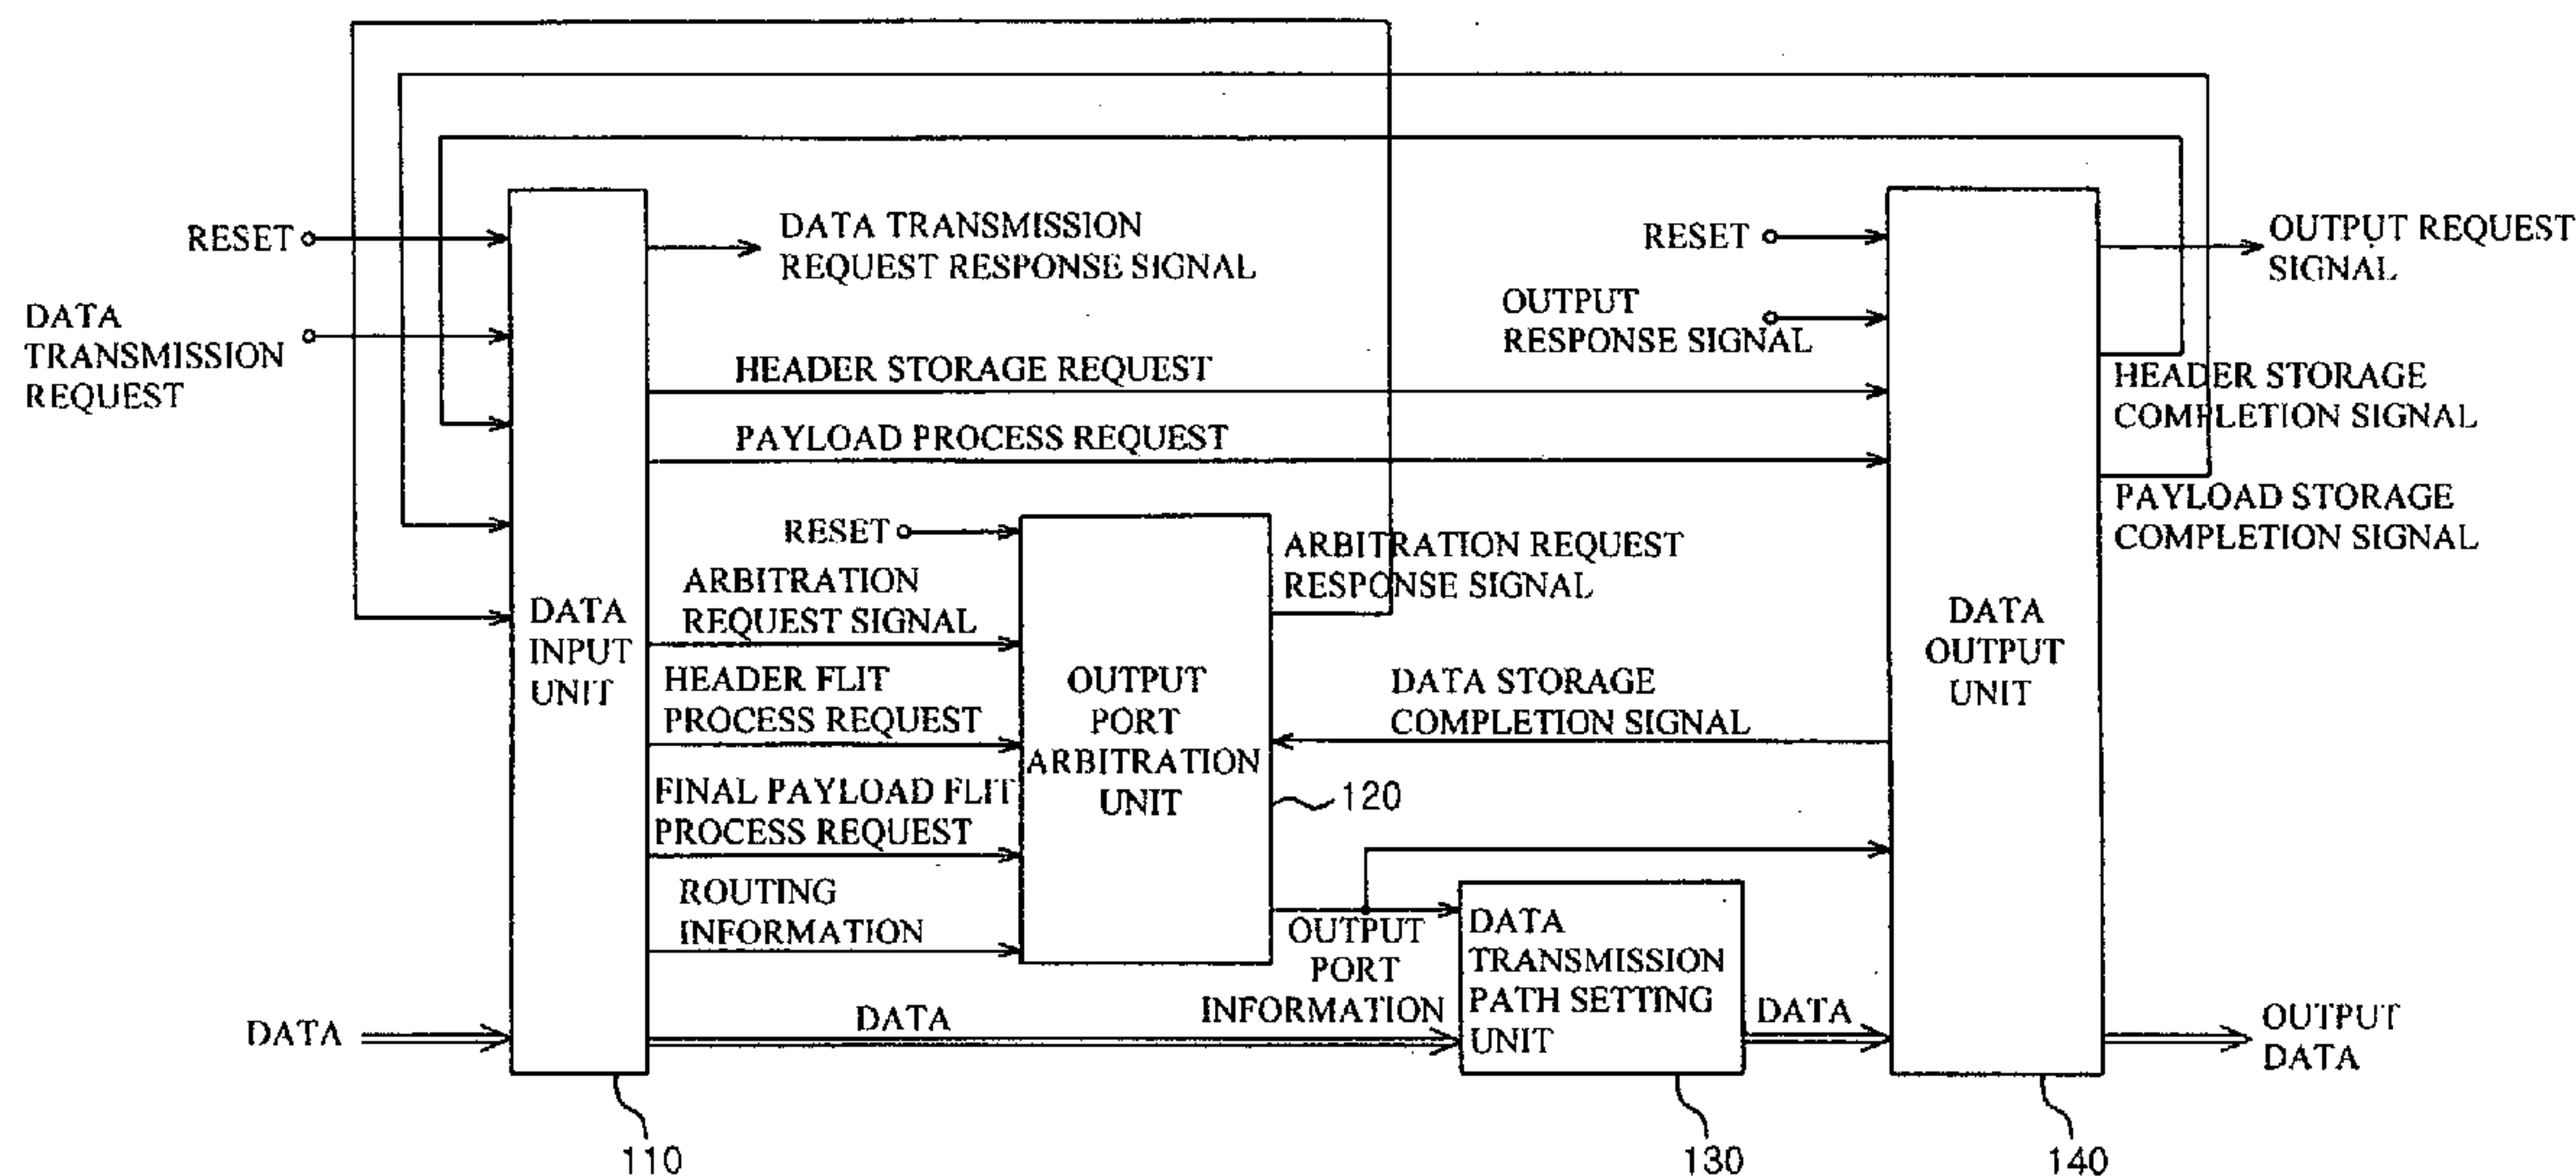 RESET
DATA TRANSMISSION
REQUEST RESPONSE SIGNAL
RESET
OUTPUT REQUEST
SIGNAL
DATA
TRANSMISSION
REQUEST
OUTPUT
RESPONSE SIGNAL
HEADER STORAGE REQUEST
HEADER STORAGE
COMPLETION SIGNAL
PAYLOAD PROCESS REQUEST
PAYLOAD STORAGE
COMPLETION SIGNAL
RESET
ARBITRATION REQUEST
RESPONSE SIGNAL
ARBITRATION
REQUEST SIGNAL
DATA
INPUT
UNIT
DATA
OUTPUT
UNIT
HEADER FLIT
PROCESS REQUEST
OUTPUT
PORT
ARBITRATION
UNIT
DATA STORAGE
COMPLETION SIGNAL
120
FINAL PAYLOAD FLIT
PROCESS REQUEST
ROUTING
INFORMATION
OUTPUT
PORT
INFORMATION
DATA
TRANSMISSION
PATH SETTING
UNIT
DATA
DATA
DATA
OUTPUT
DATA
110
130
140